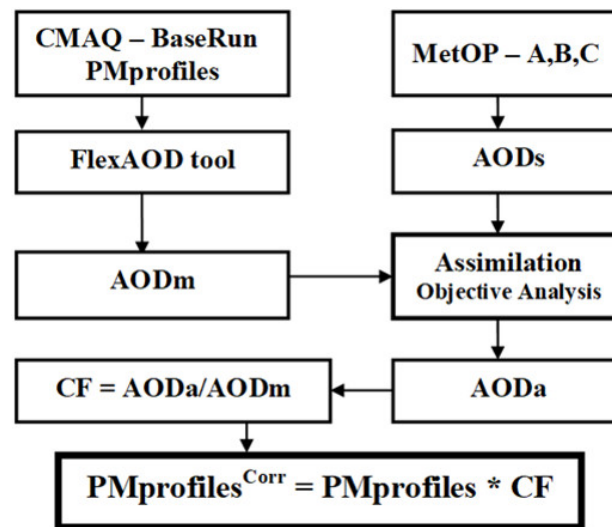 CMAQ – BaseRun
PMprofiles
MetOP – A,B,C
FlexAOD tool
AODs
AODm
Assimilation
Objective Analysis
CF = AODa/AODm
AODa
PMprofiles^Corr = PMprofiles * CF